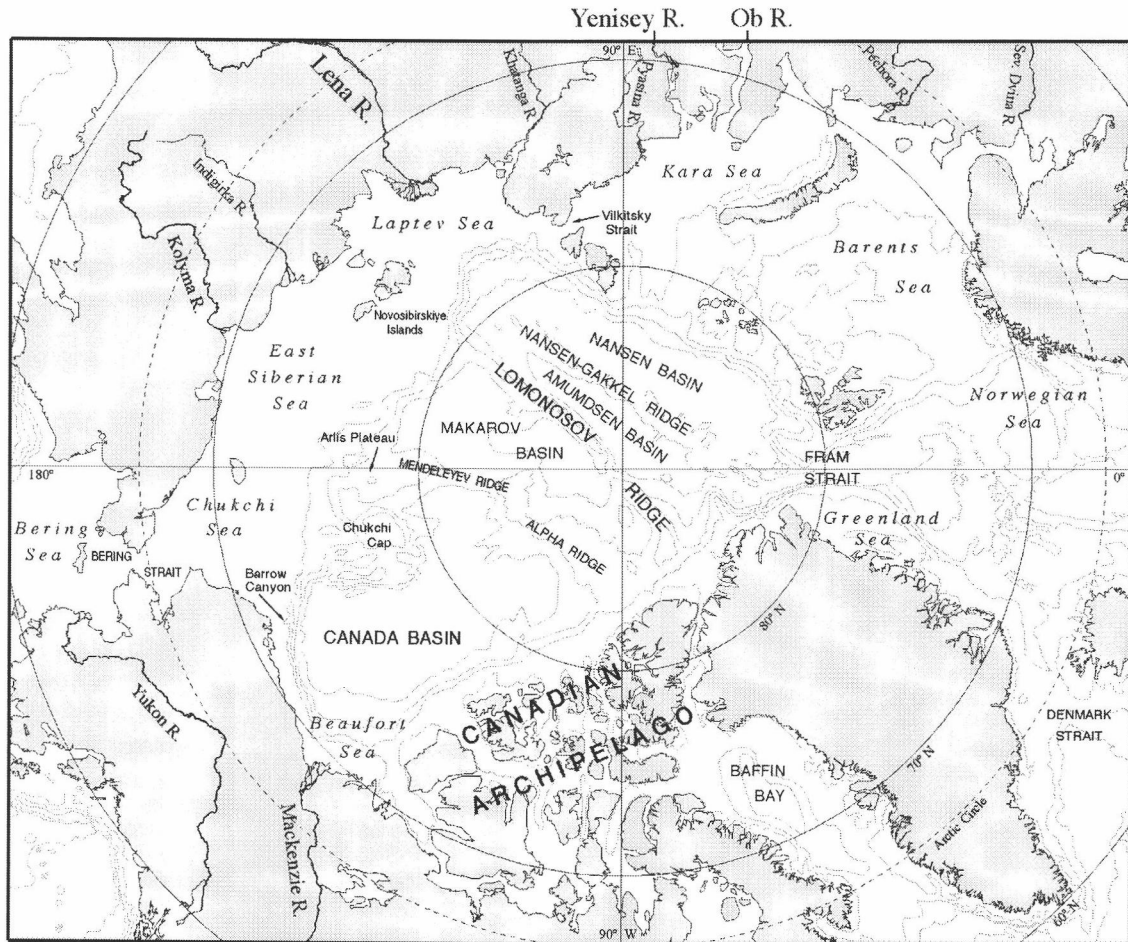 Yenisey R. Ob R.
90° E
Lena R.
Khatanga R
Pyasina R.
Pechora R.
Sev Dvina R
Kara Sea
Indigirka R.
Laptev Sea
Vilkitsky
Strait
Barents
Sea
Kolyma R.
Novosibirskiye
Islands
NANSEN BASIN
NANSEN-GAKKEL RIDGE
AMUMDSEN BASIN
LOMONOSOV
RIDGE
East
Siberian
Sea
Norwegian
Sea
MAKAROV
BASIN
Arlis Plateau
FRAM
STRAIT
MENDELEYEV RIDGE
180°
0°
Chukchi
Sea
Bering
Sea
BERING
STRAIT
Chukchi
Cap
ALPHA RIDGE
Greenland
Sea
Barrow
Canyon
80° N
CANADA BASIN
CANADIAN
ARCHIPELAGO
Yukon R.
Beaufort
Sea
DENMARK
STRAIT
70° N
BAFFIN
BAY
Mackenzie R.
Arctic Circle
60° N
90° W